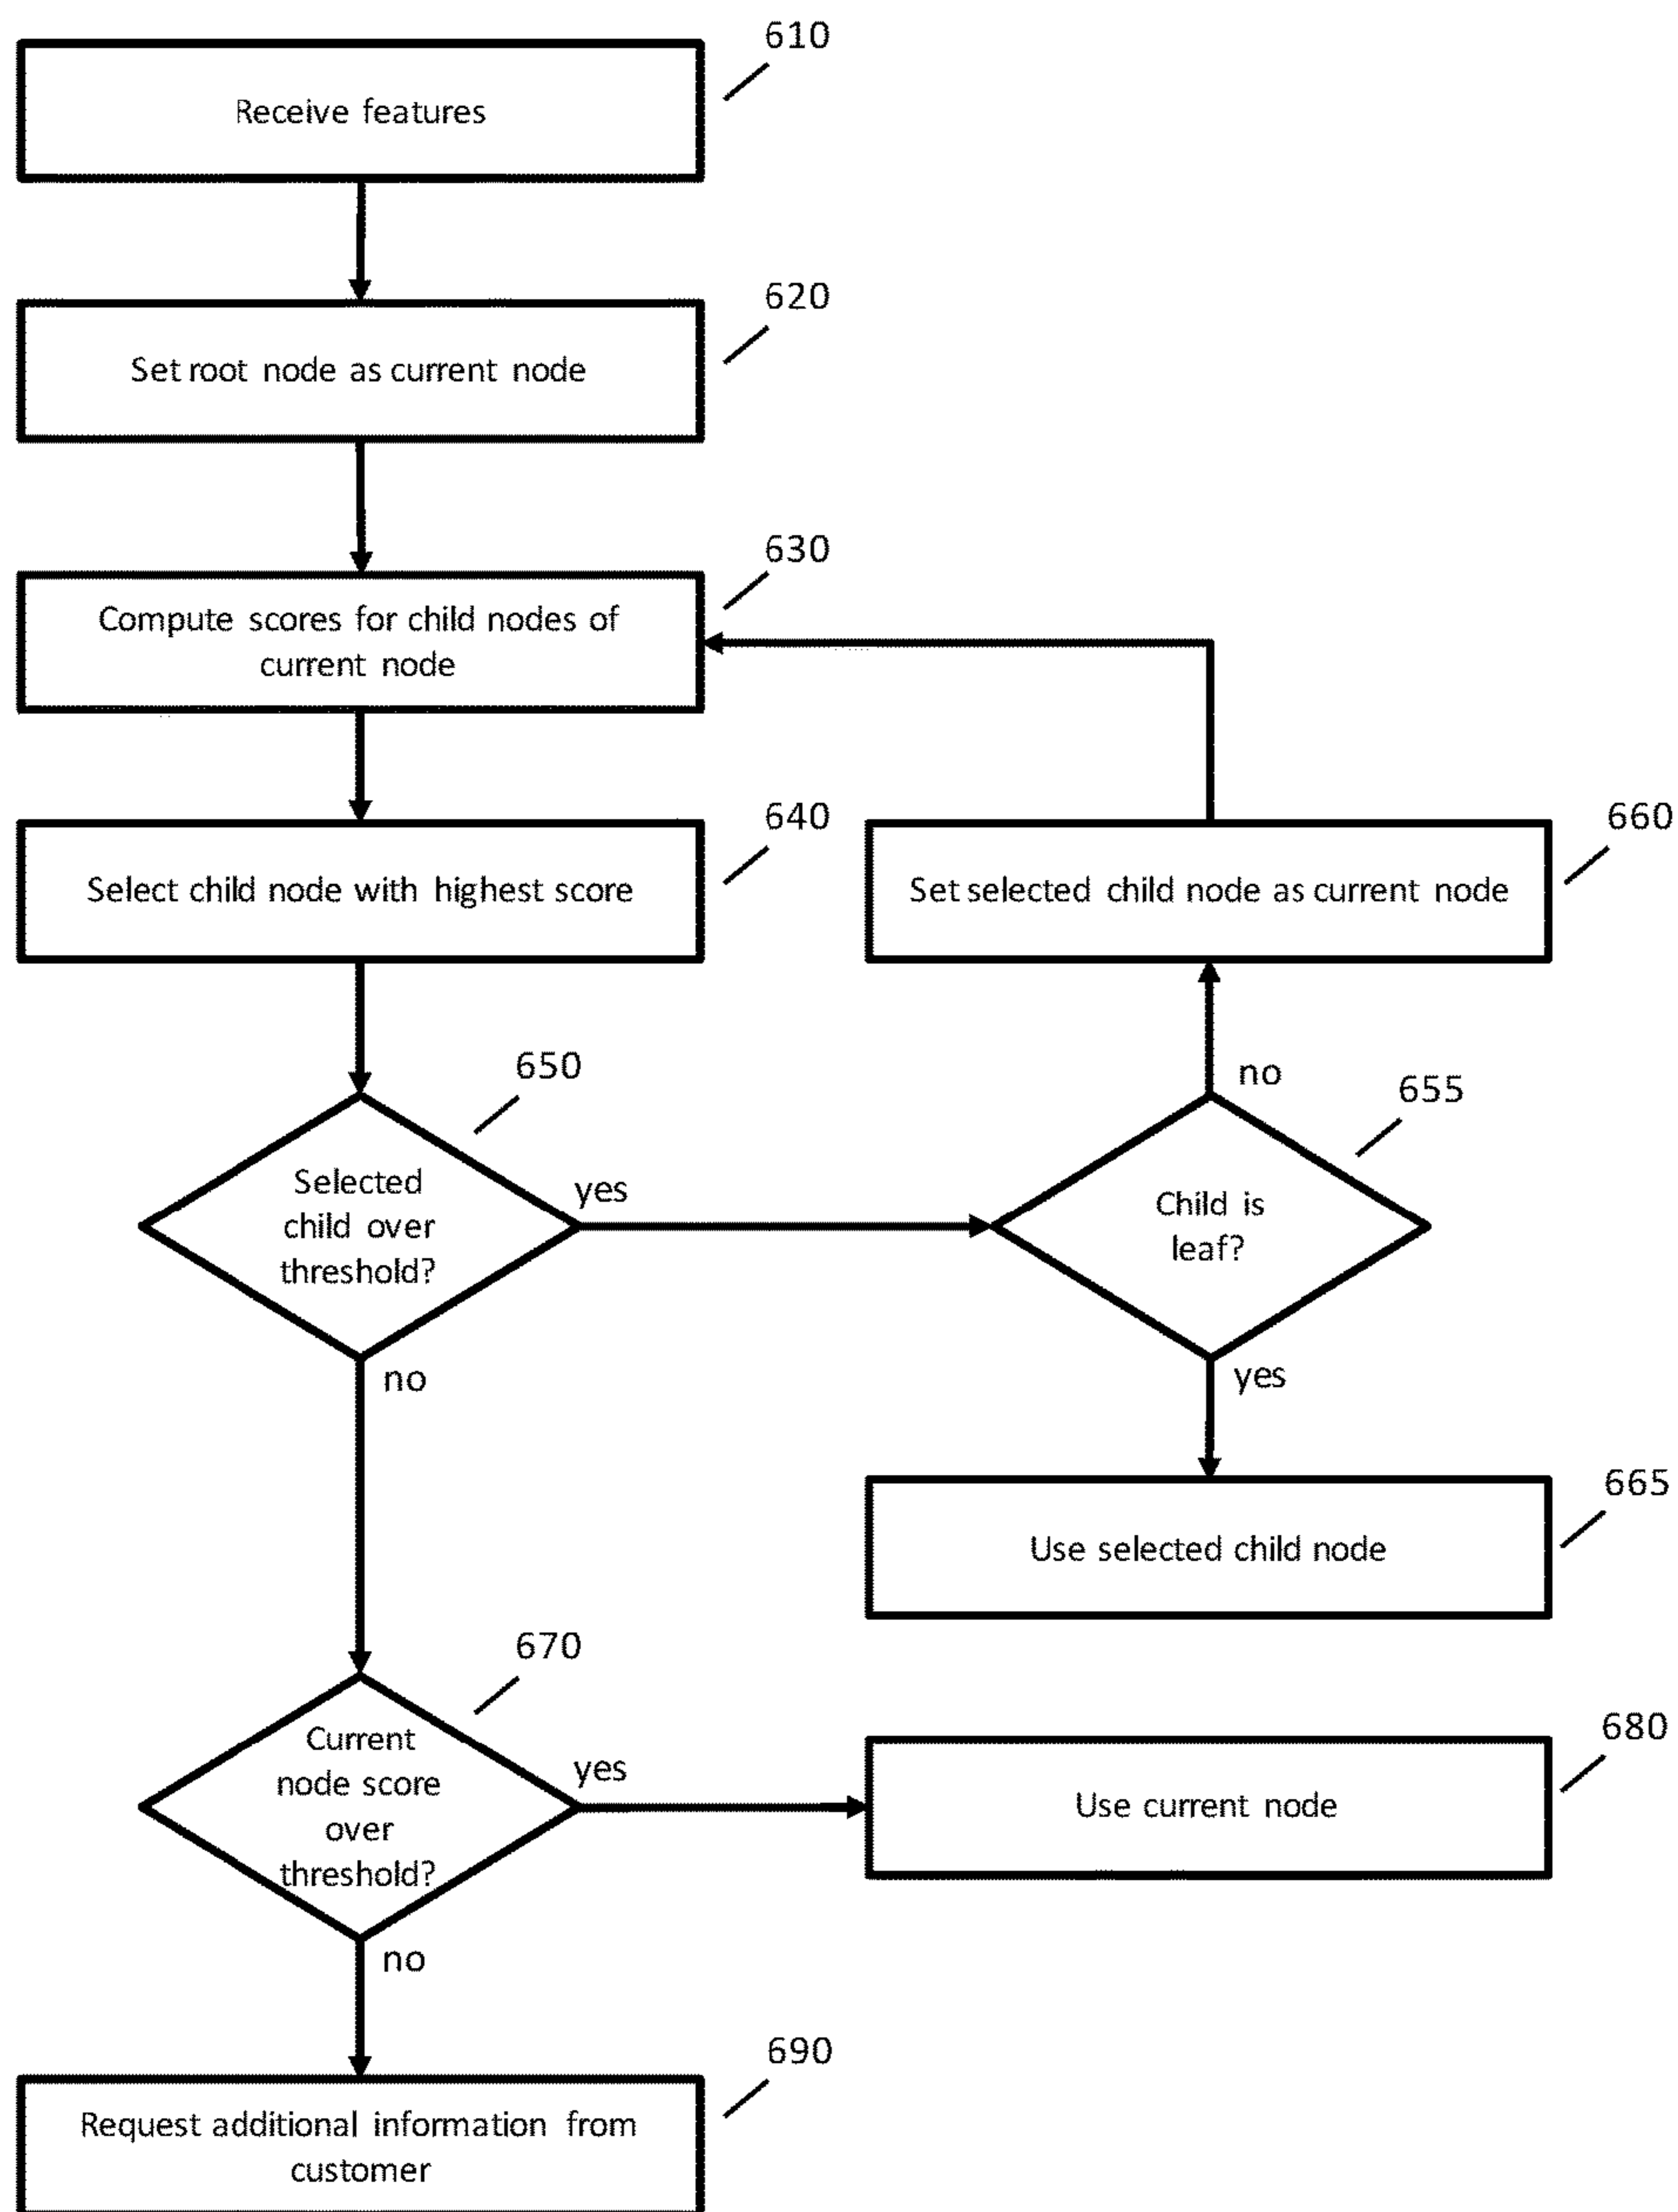 610
Receive features
620
Set root node as current node
630
Compute scores for child nodes of
current node
640
Select child node with highest score
660
Set selected child node as current node
650
Selected
child over
threshold?
yes
no
655
no
Child is
leaf?
yes
665
Use selected child node
670
Current
node score
over
threshold?
yes
no
680
Use current node
690
Request additional information from
customer